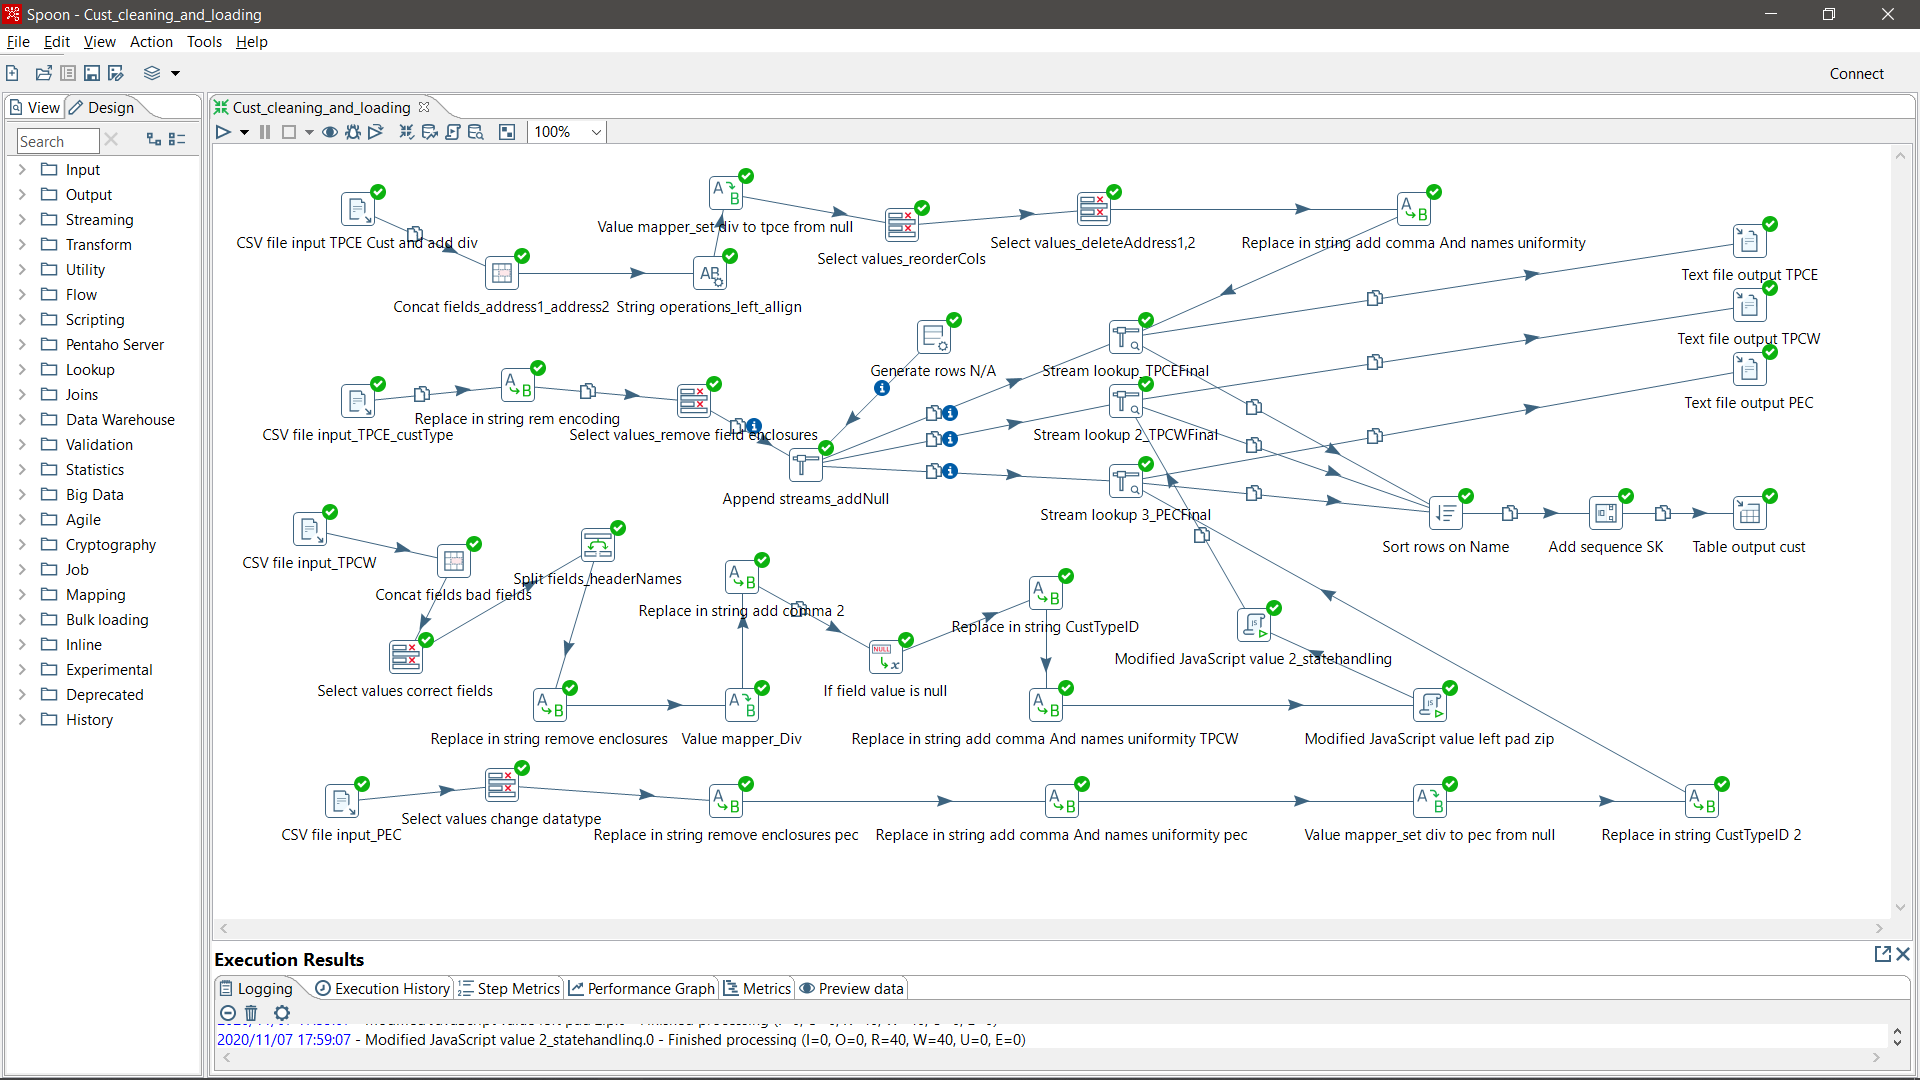 Spoon - Cust_cleaning_and_loading
File Edit View Action Tools Help
Connect
View Design
Search
Input
Output
Streaming
Transform
Utility
Flow
Scripting
Pentaho Server
Lookup
Joins
Data Warehouse
Validation
Statistics
Big Data
Agile
Cryptography
Job
Mapping
Bulk loading
Inline
Experimental
Deprecated
History
Cust_cleaning_and_loading
100%
CSV file input TPCE Cust and add div
Value mapper_set div to tpce from null
Select values_reorderCols
Select values_deleteAddress1,2
Replace in string add comma And names uniformity
Text file output TPCE
Concat fields_address1_address2
String operations_left_allign
Text file output TPCW
Generate rows N/A
Stream lookup_TPCEFinal
Text file output PEC
CSV file input_TPCE_custType
Replace in string rem encoding
Select values_remove field enclosures
Stream lookup 2_TPCWFinal
Append streams_addNull
Stream lookup 3_PECFinal
Sort rows on Name
Add sequence SK
Table output cust
CSV file input_TPCW
Concat fields bad fields
Split fields_headerNames
Replace in string add comma 2
Replace in string CustTypeID
Modified JavaScript value 2_statehandling
Select values correct fields
NULL
If field value is null
Replace in string remove enclosures
Value mapper_Div
Replace in string add comma And names uniformity TPCW
Modified JavaScript value left pad zip
CSV file input_PEC
Select values change datatype
Replace in string remove enclosures pec
Replace in string add comma And names uniformity pec
Value mapper_set div to pec from null
Replace in string CustTypeID 2
Execution Results
Logging Execution History Step Metrics Performance Graph Metrics Preview data
2020/11/07 17:59:07 - Modified JavaScript value 2_statehandling.0 - Finished processing (I=0, O=0, R=40, W=40, U=0, E=0)